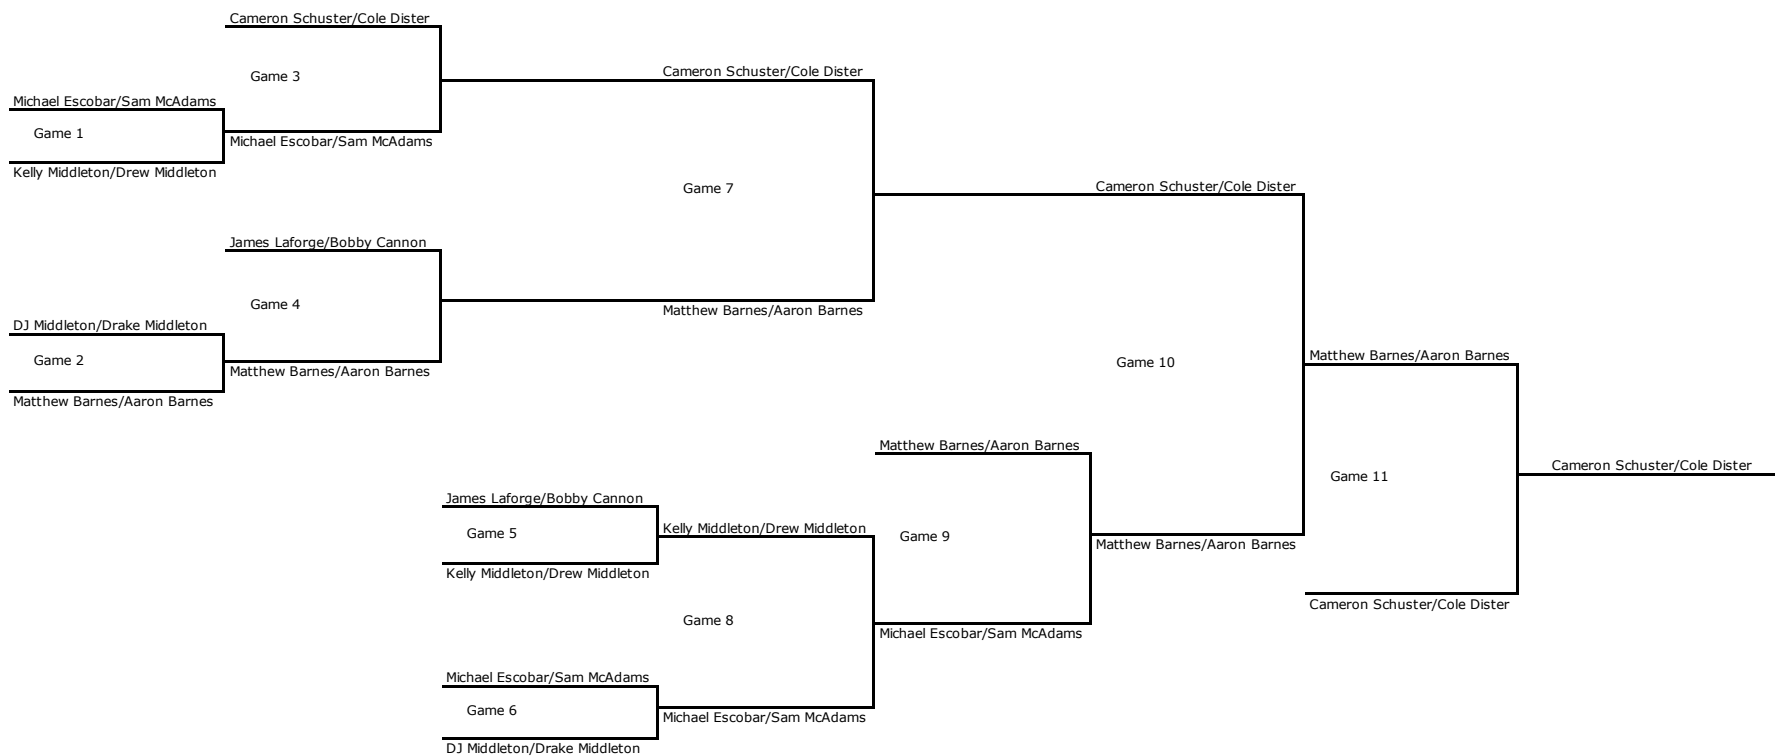 Cameron Schuster/Cole Dister
Game 3
Cameron Schuster/Cole Dister
Michael Escobar/Sam McAdams
Game 1
Michael Escobar/Sam McAdams
Kelly Middleton/Drew Middleton
Game 7
Cameron Schuster/Cole Dister
James Laforge/Bobby Cannon
Game 4
Matthew Barnes/Aaron Barnes
DJ Middleton/Drake Middleton
Game 2
Matthew Barnes/Aaron Barnes
Matthew Barnes/Aaron Barnes
Game 10
Matthew Barnes/Aaron Barnes
Matthew Barnes/Aaron Barnes
Game 11
Cameron Schuster/Cole Dister
James Laforge/Bobby Cannon
Game 5
Kelly Middleton/Drew Middleton
Game 9
Matthew Barnes/Aaron Barnes
Kelly Middleton/Drew Middleton
Cameron Schuster/Cole Dister
Game 8
Michael Escobar/Sam McAdams
Michael Escobar/Sam McAdams
Game 6
Michael Escobar/Sam McAdams
DJ Middleton/Drake Middleton